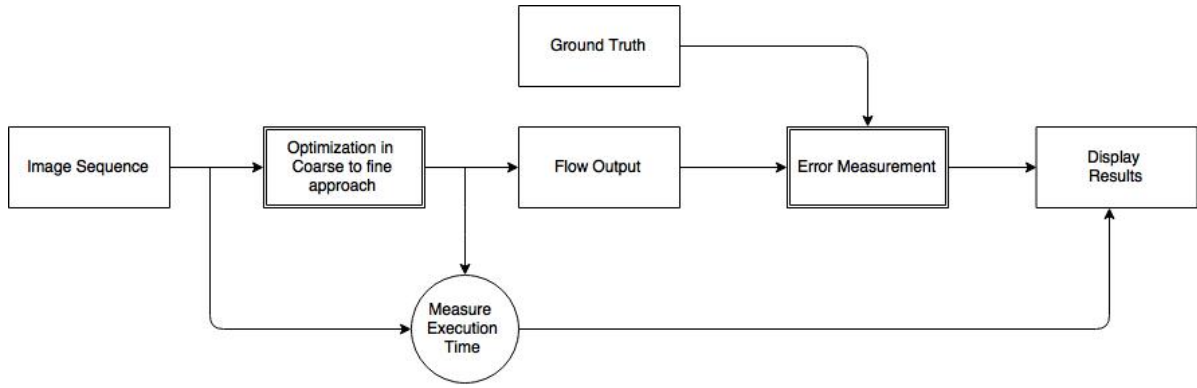 Ground Truth
Image Sequence
Optimization in
Coarse to fine
approach
Flow Output
Error Measurement
Display
Results
Measure
Execution
Time